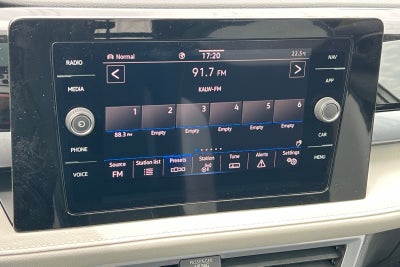 RADIO
MEDIA
PHONE
VOICE
Normal 17:20 22.5°C
91.7 FM
KALW-FM
1 2 3 4 5 6
88.3 FM Empty Empty Empty Empty Empty
Source Station list Presets Station Tune Alerts Settings
FM
NAV
APP
CAR
MENU
PASSENGER